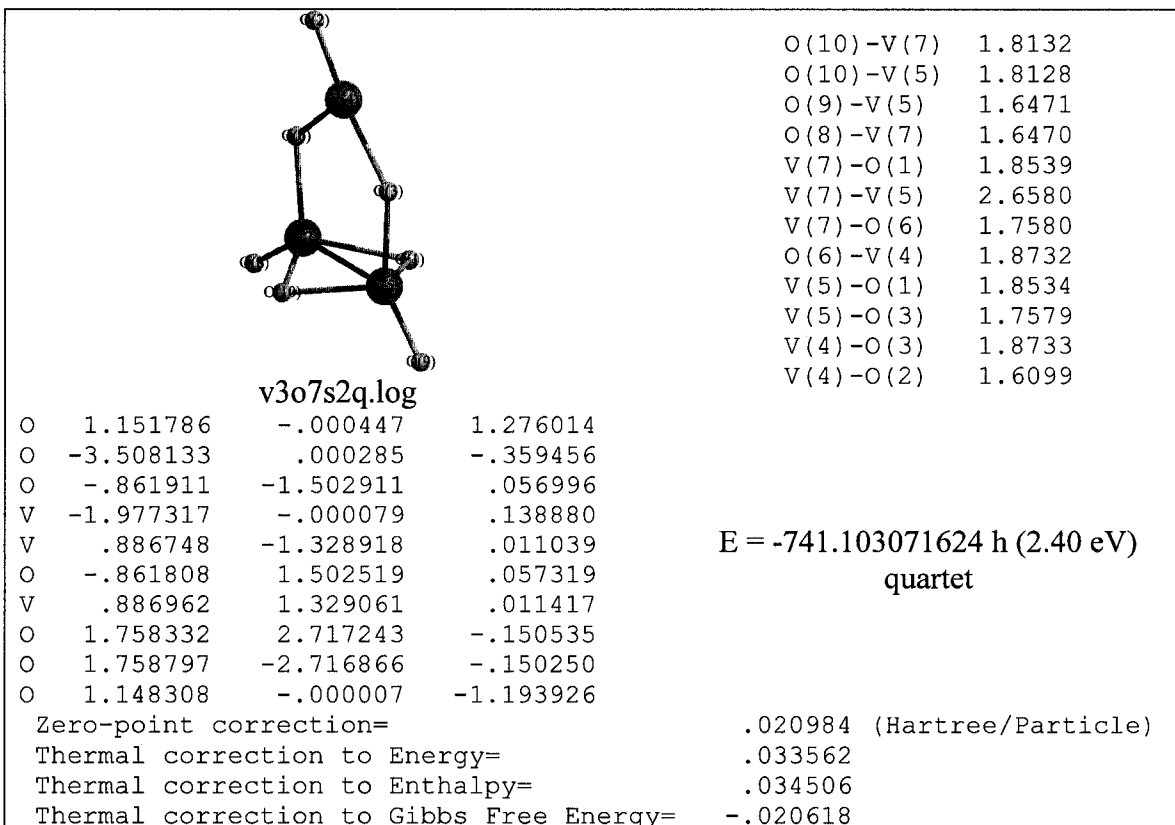 O(10)-V(7) 1.8132
O(10)-V(5) 1.8128
O(9)-V(5) 1.6471
O(8)-V(7) 1.6470
V(7)-O(1) 1.8539
V(7)-V(5) 2.6580
V(7)-O(6) 1.7580
O(6)-V(4) 1.8732
V(5)-O(1) 1.8534
V(5)-O(3) 1.7579
V(4)-O(3) 1.8733
V(4)-O(2) 1.6099
v3o7s2q.log
O 1.151786 -.000447 1.276014
O -3.508133 .000285 -.359456
O -.861911 -1.502911 .056996
V -1.977317 -.000079 .138880
V .886748 -1.328918 .011039
O -.861808 1.502519 .057319
V .886962 1.329061 .011417
O 1.758332 2.717243 -.150535
O 1.758797 -2.716866 -.150250
O 1.148308 -.000007 -1.193926
E = -741.103071624 h (2.40 eV)
quartet
Zero-point correction= .020984 (Hartree/Particle)
Thermal correction to Energy= .033562
Thermal correction to Enthalpy= .034506
Thermal correction to Gibbs Free Energy= -.020618